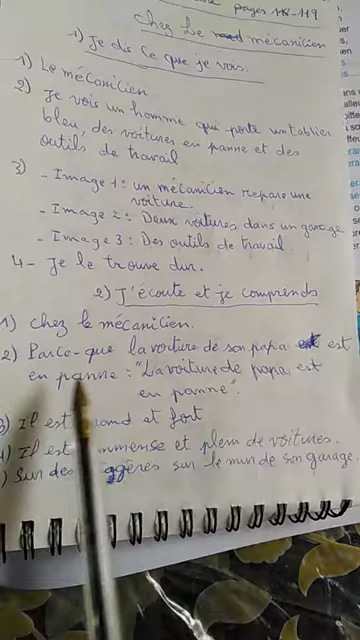 pages 118-119
Chez le mécanicien
1) Je dis ce que je vois.
1) Le mécanicien.
2) Je vois un homme qui porte un tablier
bleu, des voitures en panne et des
outils de travail
3) - Image 1: un mécanicien repare une
voiture.
- Image 2: Deux voitures dans un garage
- Image 3: Des outils de travail.
4- Je le trouve dur.
2) J'écoute et je comprends
1) Chez le mécanicien.
2) Parce-que la voiture de son papa est
en panne: "La voiture de papa est
en panne".
3) Il est grand et fort
4) Il est immense et plein de voitures.
) Sur des sur le mur de son garage.